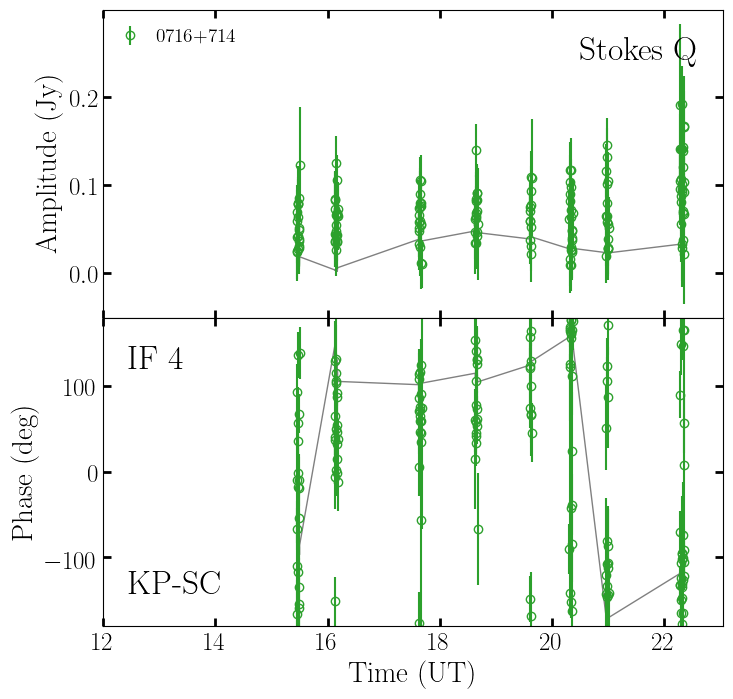 0716+714
Stokes Q
Amplitude (Jy)
0.2
0.1
0.0
IF 4
KP-SC
Phase (deg)
100
0
−100
12 14 16 18 20 22
Time (UT)